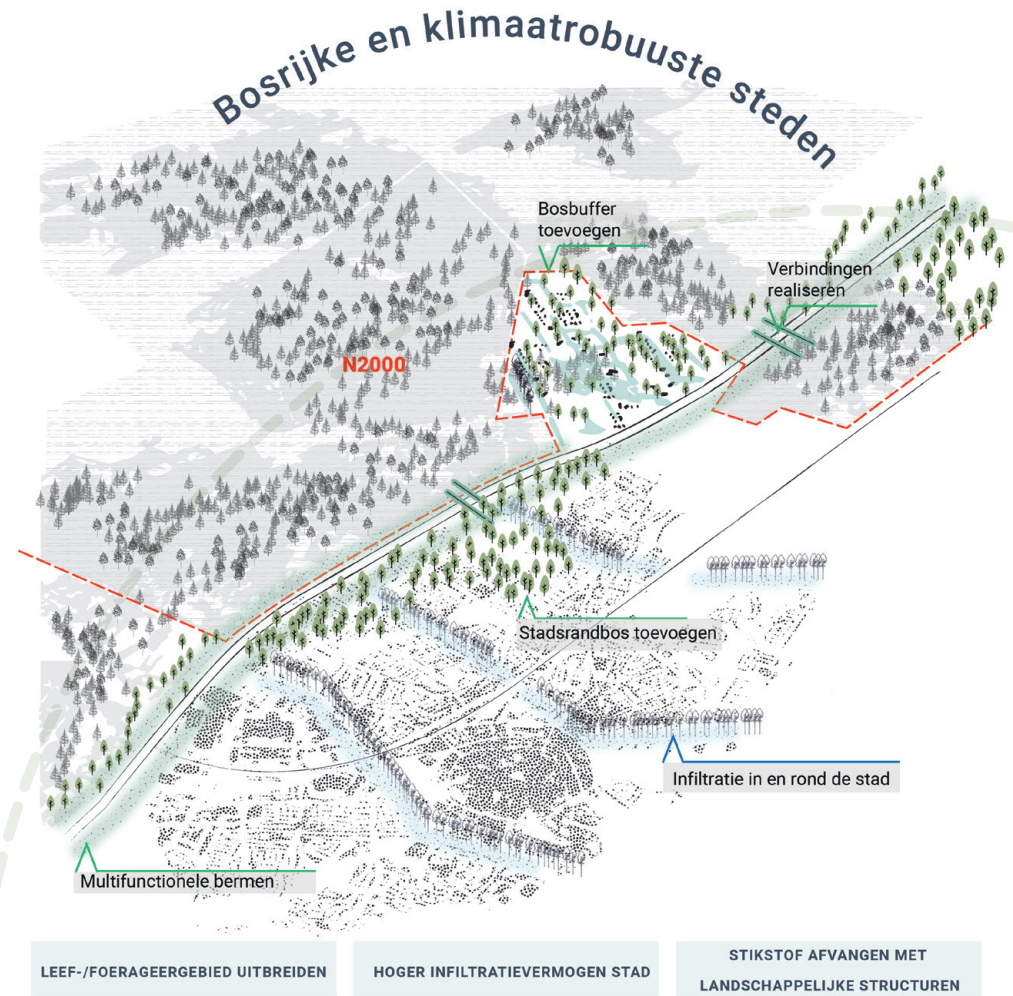 Bosrijke en klimaatrobuuste steden
Bosbuffer
toevoegen
Verbindingen
realiseren
N2000
Stadsrandbos toevoegen
Infiltratie in en rond de stad
Multifunctionele bermen
LEEF-/FOERAGEERGEBIED UITBREIDEN
HOGER INFILTRATIEVERMOGEN STAD
STIKSTOF AFVANGEN MET
LANDSCHAPPELIJKE STRUCTUREN